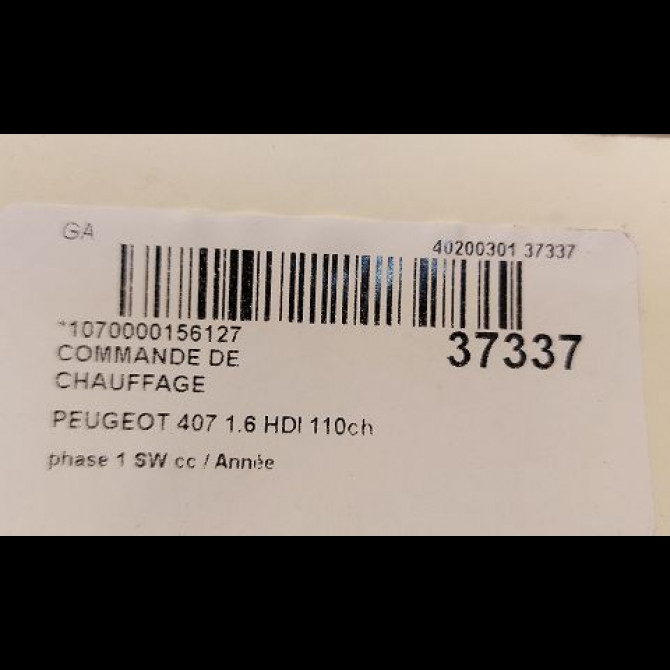 GA
40200301 37337
*1070000156127
37337
COMMANDE DE
CHAUFFAGE
PEUGEOT 407 1.6 HDI 110ch
phase 1 SW cc / Année